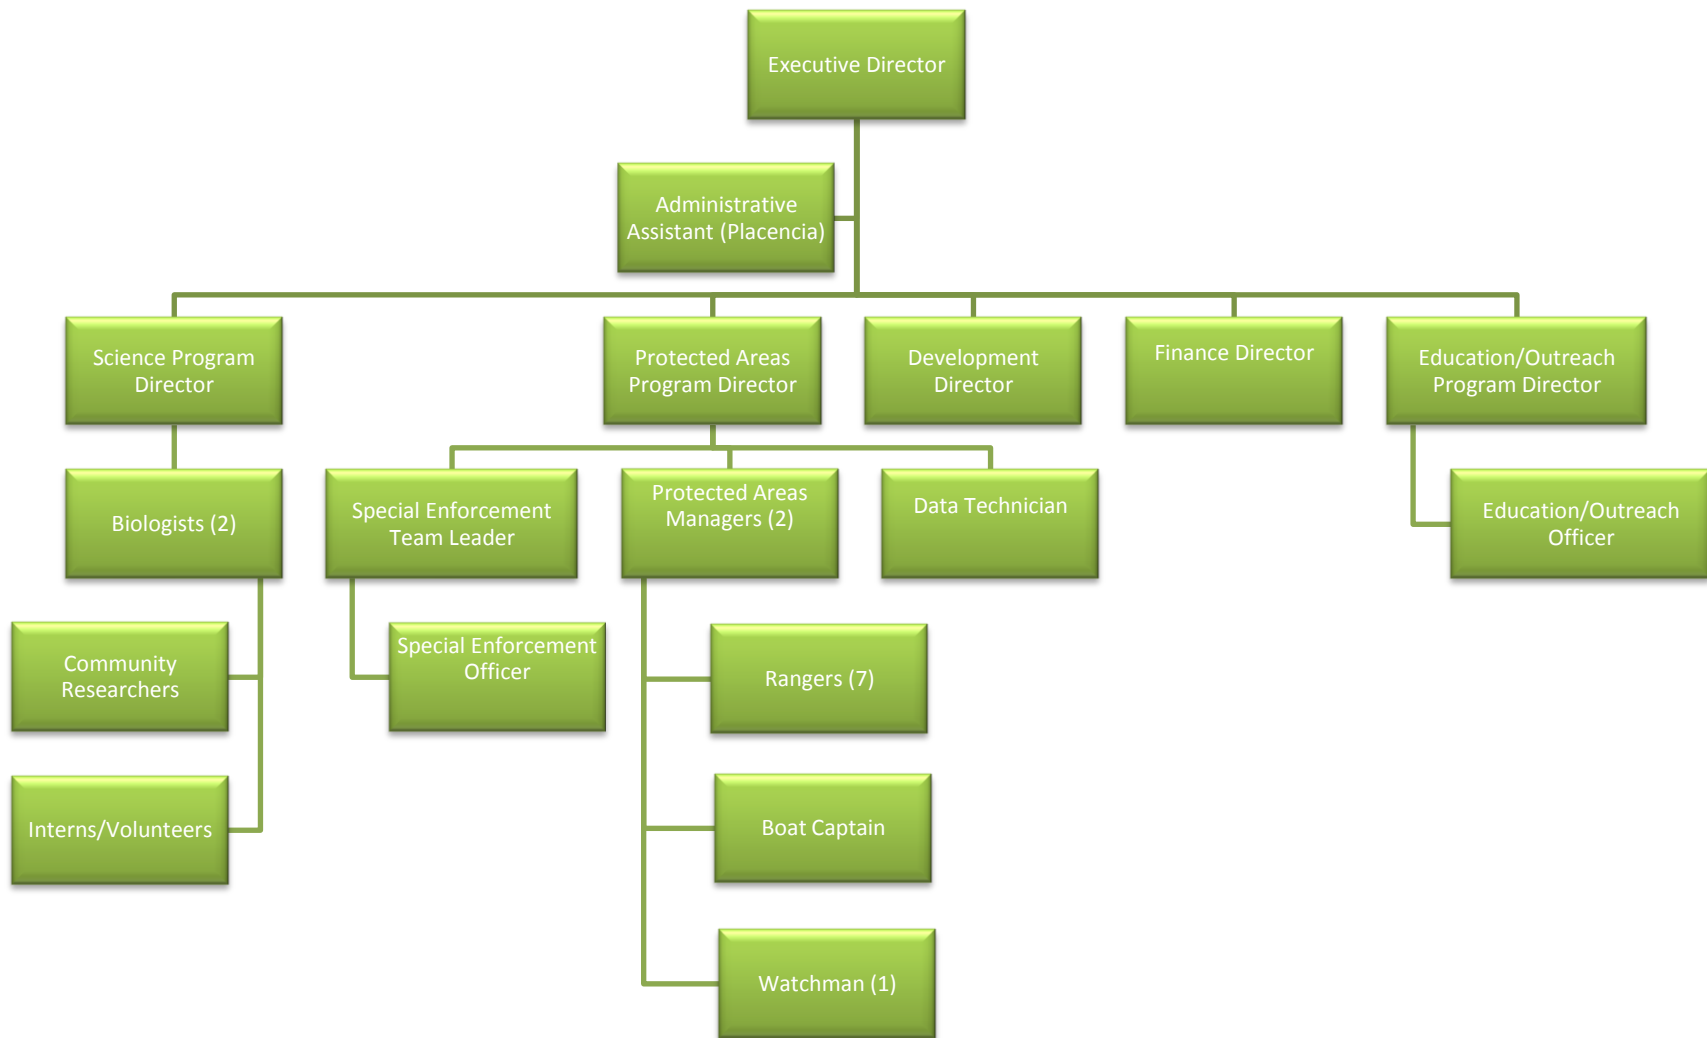 Executive Director
Administrative
Assistant (Placencia)
Science Program
Director
Protected Areas
Program Director
Development
Director
Finance Director
Education/Outreach
Program Director
Biologists (2)
Special Enforcement
Team Leader
Protected Areas
Managers (2)
Data Technician
Education/Outreach
Officer
Community
Researchers
Special Enforcement
Officer
Rangers (7)
Interns/Volunteers
Boat Captain
Watchman (1)